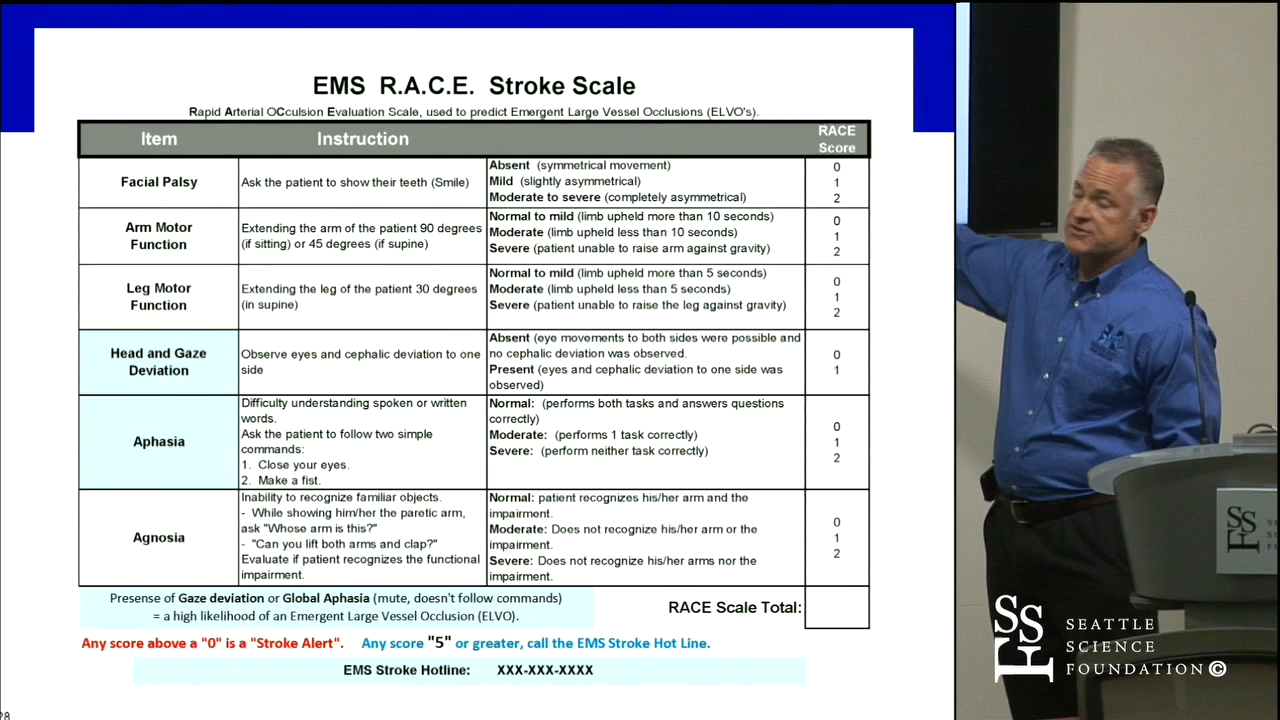 EMS R.A.C.E. Stroke Scale
Rapid Arterial OCculsion Evaluation Scale, used to predict Emergent Large Vessel Occlusions (ELVO's).
Item
Instruction
RACE
Score
Facial Palsy
Ask the patient to show their teeth (Smile)
Absent (symmetrical movement)
Mild (slightly asymmetrical)
Moderate to severe (completely asymmetrical)
0
1
2
Arm Motor
Function
Extending the arm of the patient 90 degrees
(if sitting) or 45 degrees (if supine)
Normal to mild (limb upheld more than 10 seconds)
Moderate (limb upheld less than 10 seconds)
Severe (patient unable to raise arm against gravity)
0
1
2
Leg Motor
Function
Extending the leg of the patient 30 degrees
(in supine)
Normal to mild (limb upheld more than 5 seconds)
Moderate (limb upheld less than 5 seconds)
Severe (patient unable to raise the leg against gravity)
0
1
2
Head and Gaze
Deviation
Observe eyes and cephalic deviation to one
side
Absent (eye movements to both sides were possible and
no cephalic deviation was observed.
Present (eyes and cephalic deviation to one side was
observed)
0
1
Aphasia
Difficulty understanding spoken or written
words.
Ask the patient to follow two simple
commands:
1. Close your eyes.
2. Make a fist.
Normal: (performs both tasks and answers questions
correctly)
Moderate: (performs 1 task correctly)
Severe: (perform neither task correctly)
0
1
2
Agnosia
Inability to recognize familiar objects.
- While showing him/her the paretic arm,
ask "Whose arm is this?"
- "Can you lift both arms and clap?"
Evaluate if patient recognizes the functional
impairment.
Normal: patient recognizes his/her arm and the
impairment.
Moderate: Does not recognize his/her arm or the
impairment.
Severe: Does not recognize his/her arms nor the
impairment.
0
1
2
Presense of Gaze deviation or Global Aphasia (mute, doesn't follow commands)
= a high likelihood of an Emergent Large Vessel Occlusion (ELVO).
RACE Scale Total:
Any score above a "0" is a "Stroke Alert". Any score "5" or greater, call the EMS Stroke Hot Line.
EMS Stroke Hotline: XXX-XXX-XXXX
28
SSF
SEATTLE
SCIENCE
FOUNDATION©